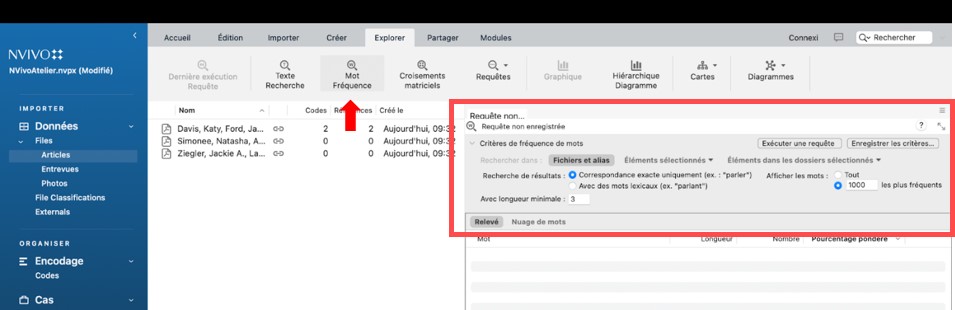 NVIVO
NVivoAtelier.nvpx (Modifié)
IMPORTER
Données
Files
Articles
Entrevues
Photos
File Classifications
Externals
ORGANISER
Encodage
Codes
Cas
Accueil Édition Importer Créer Explorer Partager Modules Connexi Rechercher
Dernière exécution Requête
Texte Recherche
Mot Fréquence
Croisements matriciels
Requêtes
Graphique
Hiérarchique Diagramme
Cartes
Diagrammes
Nom Codes Créé le
Davis, Katy, Ford, Ja... 2 2 Aujourd'hui, 09:32
Simonee, Natasha, A... 0 0 Aujourd'hui, 09:32
Ziegler, Jackie A., La... 0 0 Aujourd'hui, 09:32
Requête non...
Requête non enregistrée ?
Critères de fréquence de mots Exécuter une requête Enregistrer les critères...
Rechercher dans : Fichiers et alias Éléments sélectionnés Éléments dans les dossiers sélectionnés
Recherche de résultats : Correspondance exacte uniquement (ex. : "parler") Afficher les mots : Tout
Avec des mots lexicaux (ex. "parlant") 1000 les plus fréquents
Avec longueur minimale : 3
Relevé Nuage de mots
Mot Longueur Nombre Pourcentage pondéré